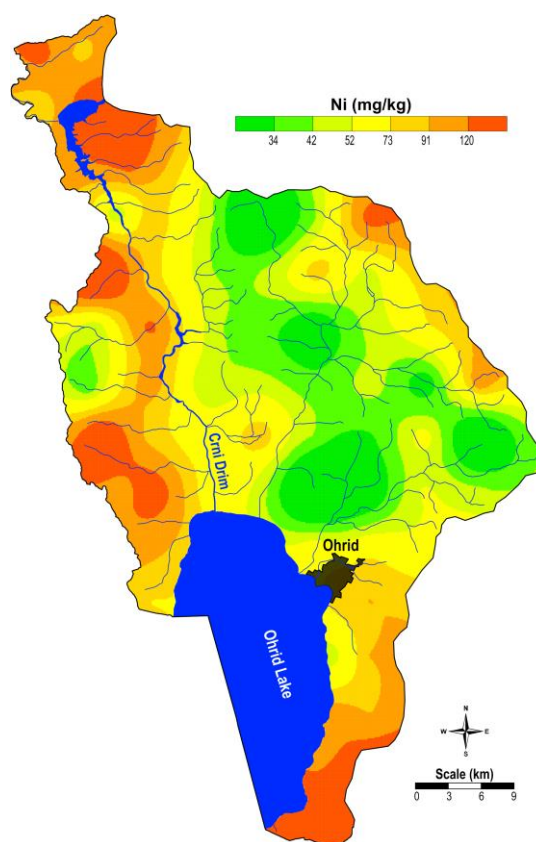 Ni (mg/kg)
34 42 52 73 91 120
Crni Drim
Ohrid
Ohrid Lake
N
W E
S
Scale (km)
0 3 6 9